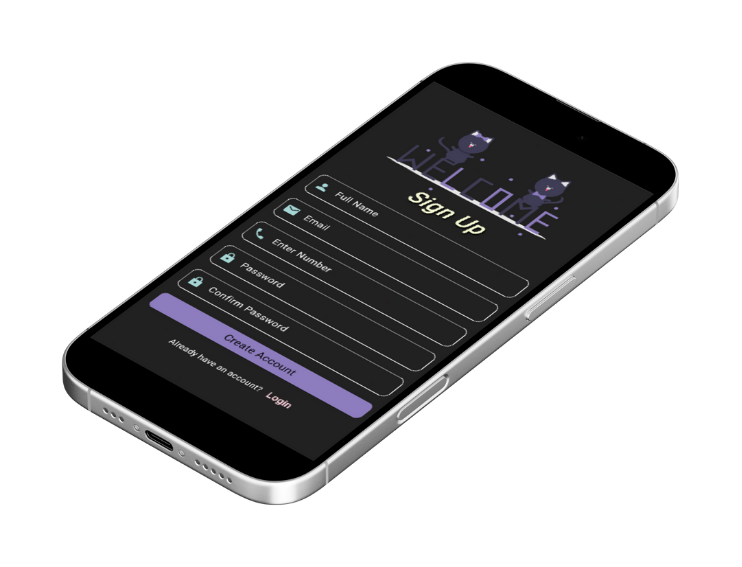 WELCOME
Sign Up
Full Name
Email
Enter Number
Password
Confirm Password
Create Account
Already have an account? Login